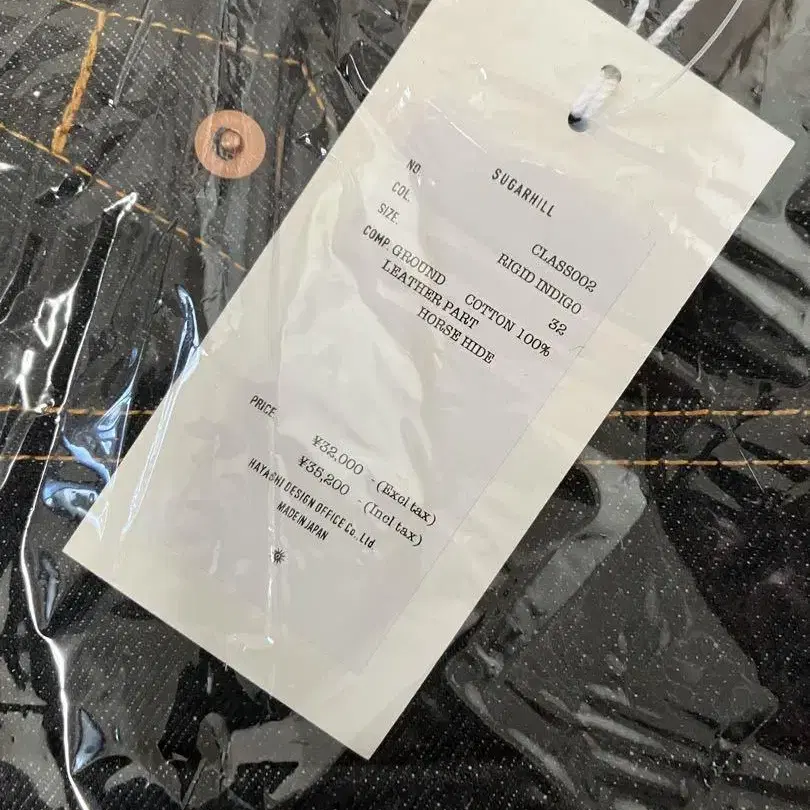 SUGARHILL
NO. CLASS002
COL. RIGID INDIGO
SIZE. 32
COMP. GROUND COTTON 100%
LEATHER PART
HORSE HIDE
PRICE. ¥32,000 - (Excl tax)
¥35,200 - (Incl tax)
HAYASHI DESIGN OFFICE Co., Ltd
MADE IN JAPAN